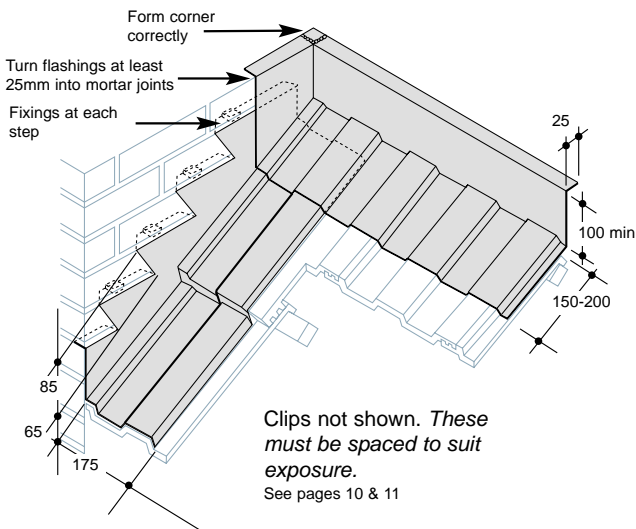 Form corner
correctly
Turn flashings at least
25mm into mortar joints
Fixings at each
step
25
100 min
150-200
85
65
175
Clips not shown. These
must be spaced to suit
exposure.
See pages 10 & 11